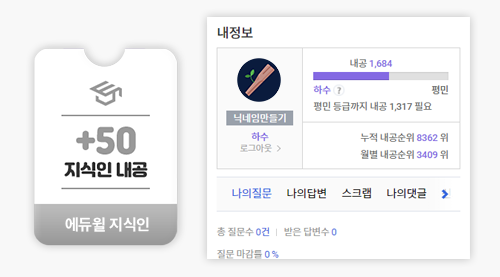 +50
지식인 내공
에듀윌 지식인
내정보
닉네임만들기
하수
로그아웃 >
내공 1,684
하수 ? 평민
평민 등급까지 내공 1,317 필요
누적 내공순위 8362 위
월별 내공순위 3409 위
나의질문 나의답변 스크랩 나의댓글
총 질문수 0건 | 받은 답변수 0
질문 마감률 0 %